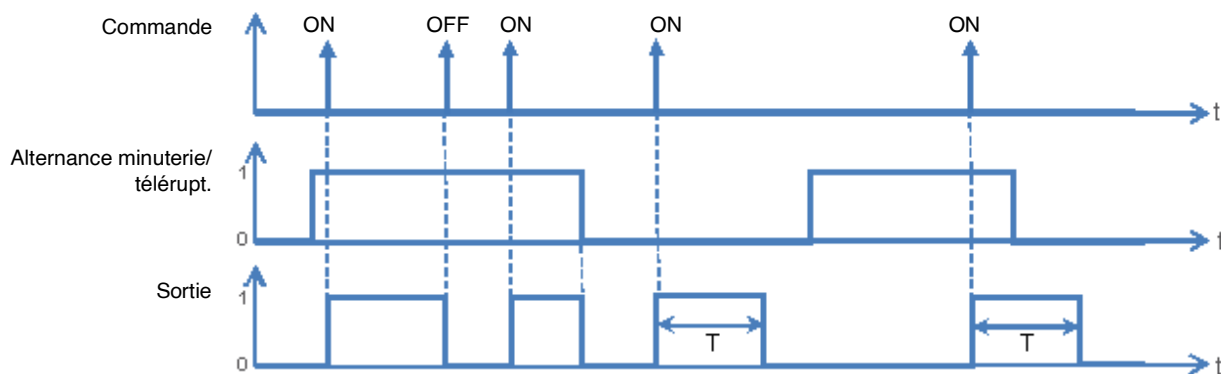 Commande ON OFF ON ON ON
t
Alternance minuterie/
télérupt.
1
0
t
Sortie
1
T T
0
t